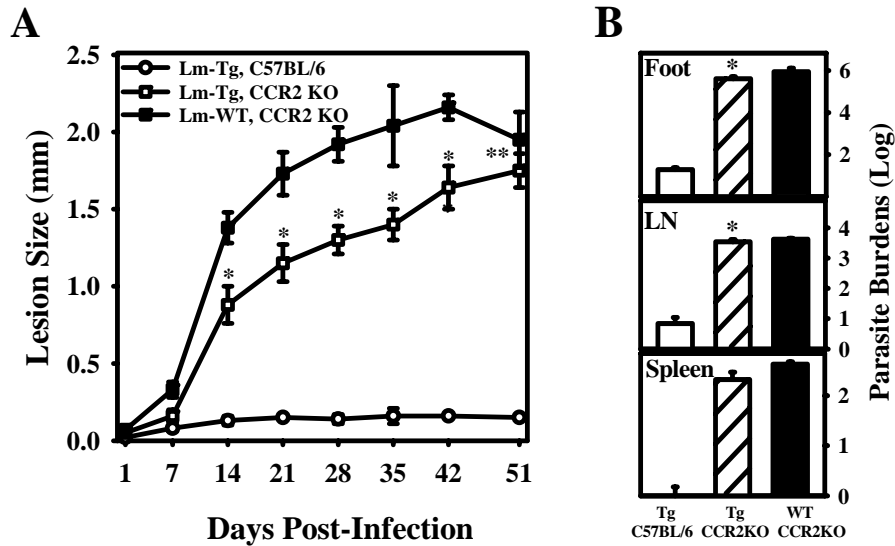 A
2.5
2.0
1.5
1.0
0.5
0.0
Lesion Size (mm)
Lm-Tg, C57BL/6
Lm-Tg, CCR2 KO
Lm-WT, CCR2 KO
*
*
*
*
*
**
1 7 14 21 28 35 42 51
Days Post-Infection
B
Foot
*
6
2
LN
*
4
3
2
1
0
Spleen
2
1
0
Parasite Burdens (Log)
Tg Tg WT
C57BL/6 CCR2KO CCR2KO